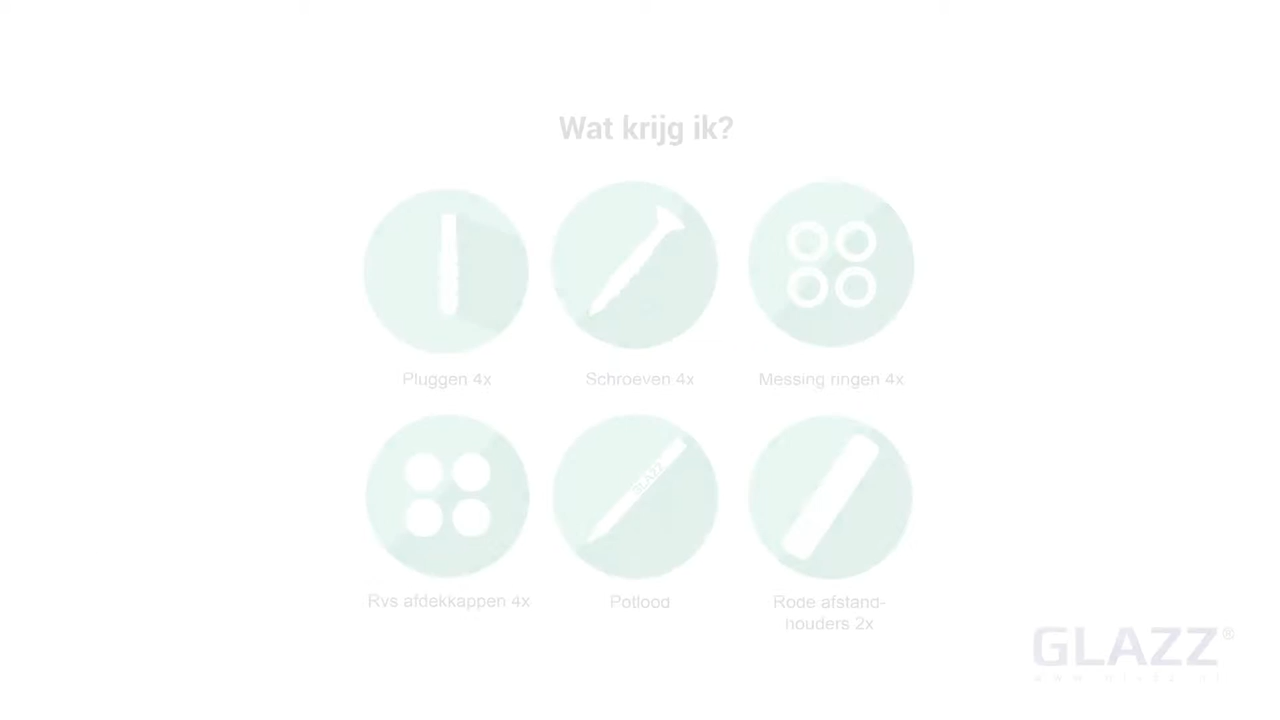 Wat krijg ik?
Pluggen 4x
Schroeven 4x
Messing ringen 4x
GLAZZ
Rvs afdekkappen 4x
Potlood
Rode afstand-
houders 2x
GLAZZ®